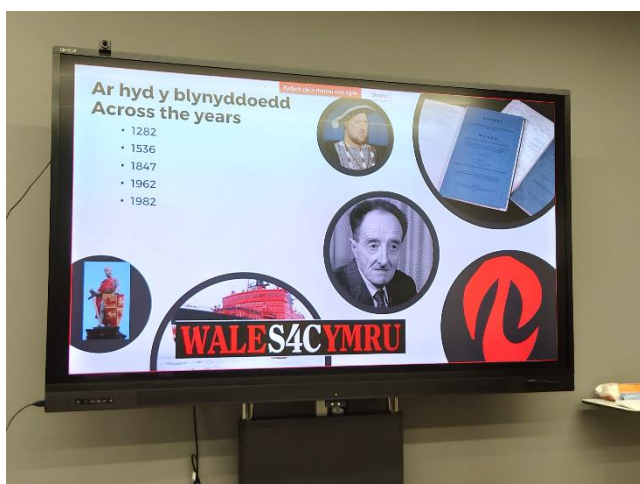 Ar hyd y blynyddoedd
Across the years
• 1282
• 1536
• 1847
• 1962
• 1982
WALES4CYMRU